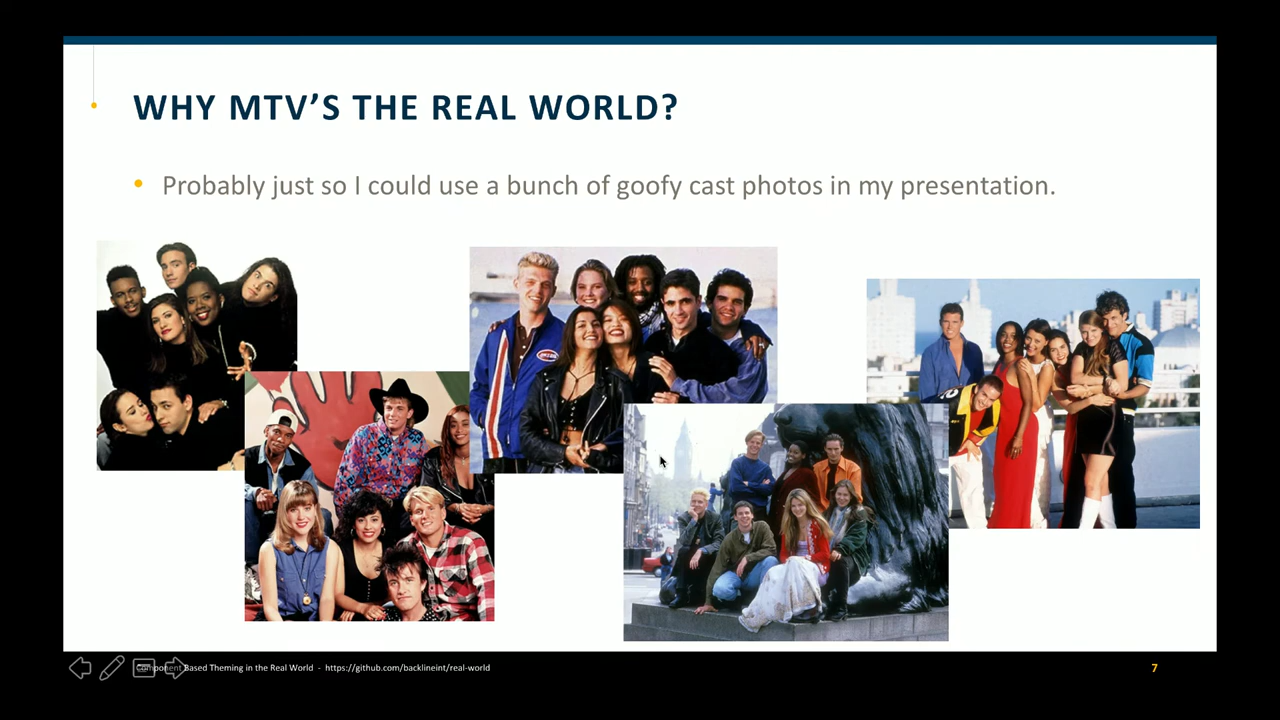 WHY MTV'S THE REAL WORLD?
• Probably just so I could use a bunch of goofy cast photos in my presentation.
Component Based Theming in the Real World - https://github.com/backlineint/real-world
7